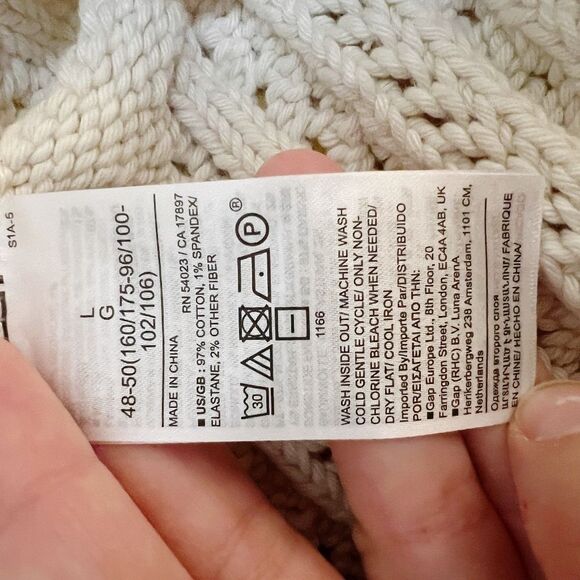 S1A-5
L
G
48-50(160/175-96/100-
102/106)
MADE IN CHINA
RN 54023 / CA 17897
■ US/GB : 97% COTTON, 1% SPANDEX/
ELASTANE, 2% OTHER FIBER
30
P
®
1166
WASH INSIDE OUT/ MACHINE WASH
COLD GENTLE CYCLE/ ONLY NON-
CHLORINE BLEACH WHEN NEEDED/
DRY FLAT/ COOL IRON
Imported By/Importe Par/DISTRIBUIDO
POR/ΕΙΣΑΓΕΤΑΙ ΑΠΟ ΤΗΝ:
■Gap Europe Ltd., 8th Floor, 20
Farringdon Street, London, EC4A 4AB, UK
■Gap (RHC) B.V. Luna ArenA
Herikerbergweg 238 Amsterdam, 1101 CM,
Netherlands
Одежда второго слоя
FABRIQUE
EN CHINE/ HECHO EN CHINA/